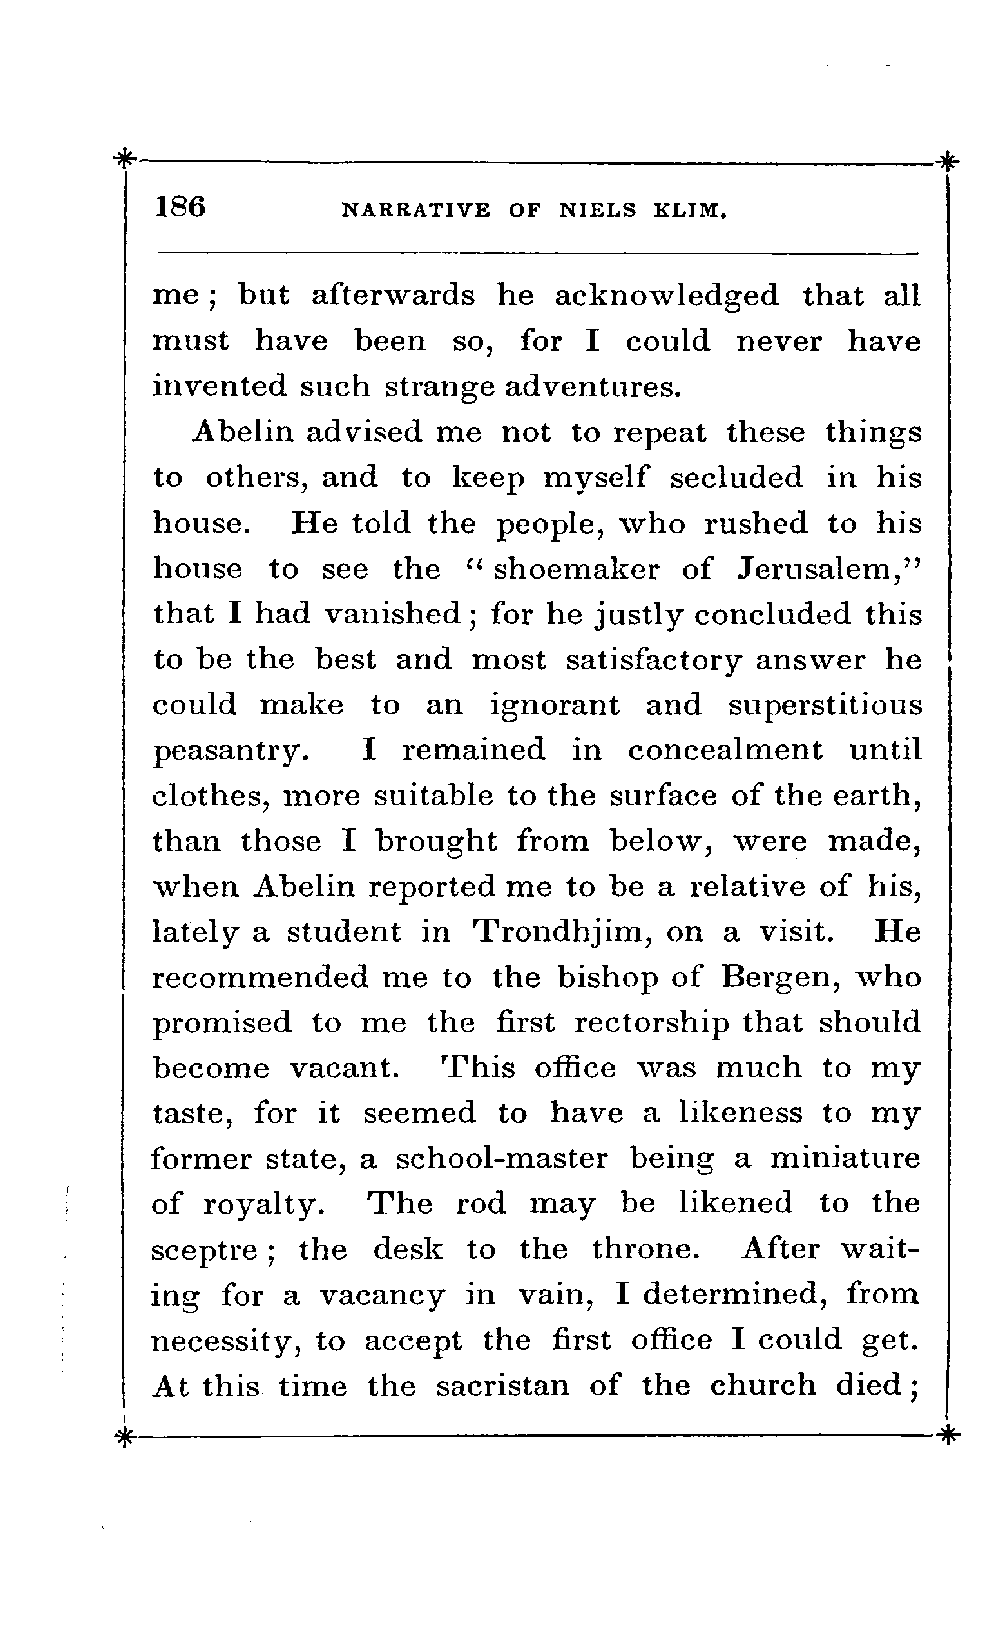 186 NARRATIVE OF NIELS KLIM.
me ; but afterwards he acknowledged that all
must have been so, for I could never have
invented such strange adventures.
Abelin advised me not to repeat these things
to others, and to keep myself secluded in his
house. He told the people, who rushed to his
house to see the “ shoemaker of Jerusalem,”
that I had vanished ; for he justly concluded this
to be the best and most satisfactory answer he
could make to an ignorant and superstitious
peasantry. I remained in concealment until
clothes, more suitable to the surface of the earth,
than those I brought from below, were made,
when Abelin reported me to be a relative of his,
lately a student in Trondhjim, on a visit. He
recommended me to the bishop of Bergen, who
promised to me the first rectorship that should
become vacant. This office was much to my
taste, for it seemed to have a likeness to my
former state, a school-master being a miniature
of royalty. The rod may be likened to the
sceptre ; the desk to the throne. After wait-
ing for a vacancy in vain, I determined, from
necessity, to accept the first office I could get.
At this time the sacristan of the church died ;